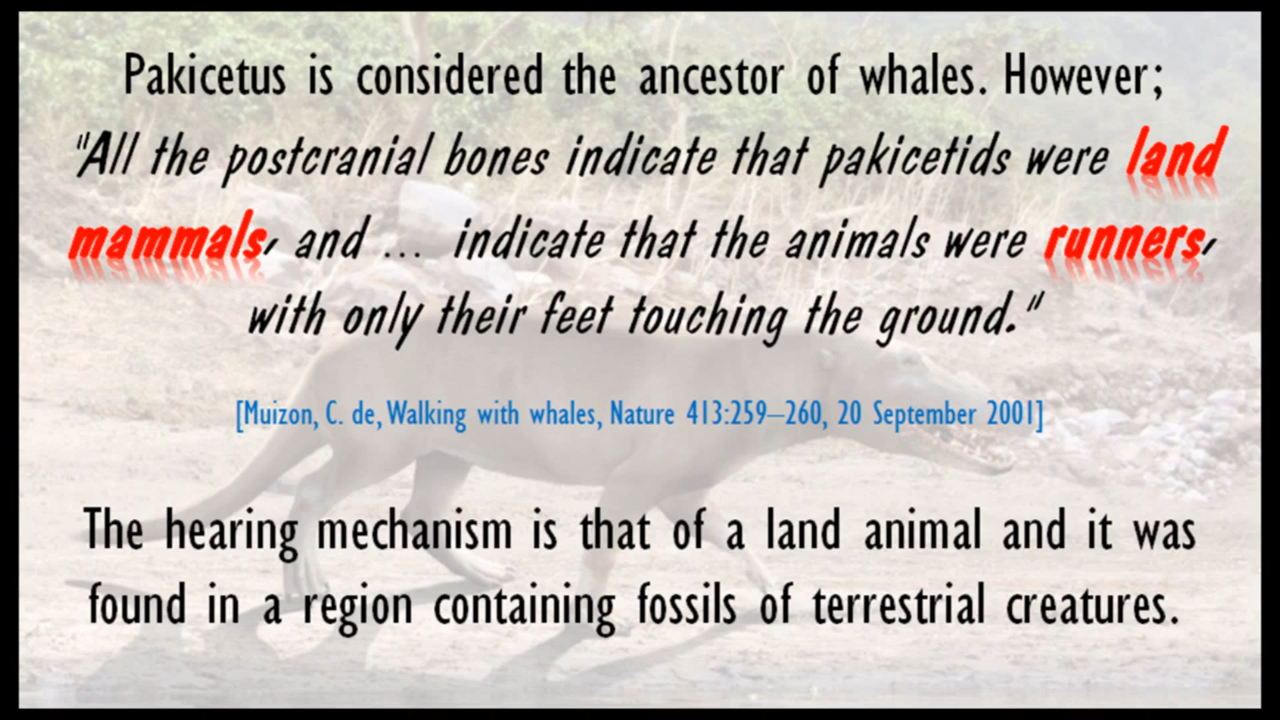 Pakicetus is considered the ancestor of whales. However;
"All the postcranial bones indicate that pakicetids were land
mammals, and ... indicate that the animals were runners,
with only their feet touching the ground."
[Muizon, C. de, Walking with whales, Nature 413:259–260, 20 September 2001]
The hearing mechanism is that of a land animal and it was
found in a region containing fossils of terrestrial creatures.